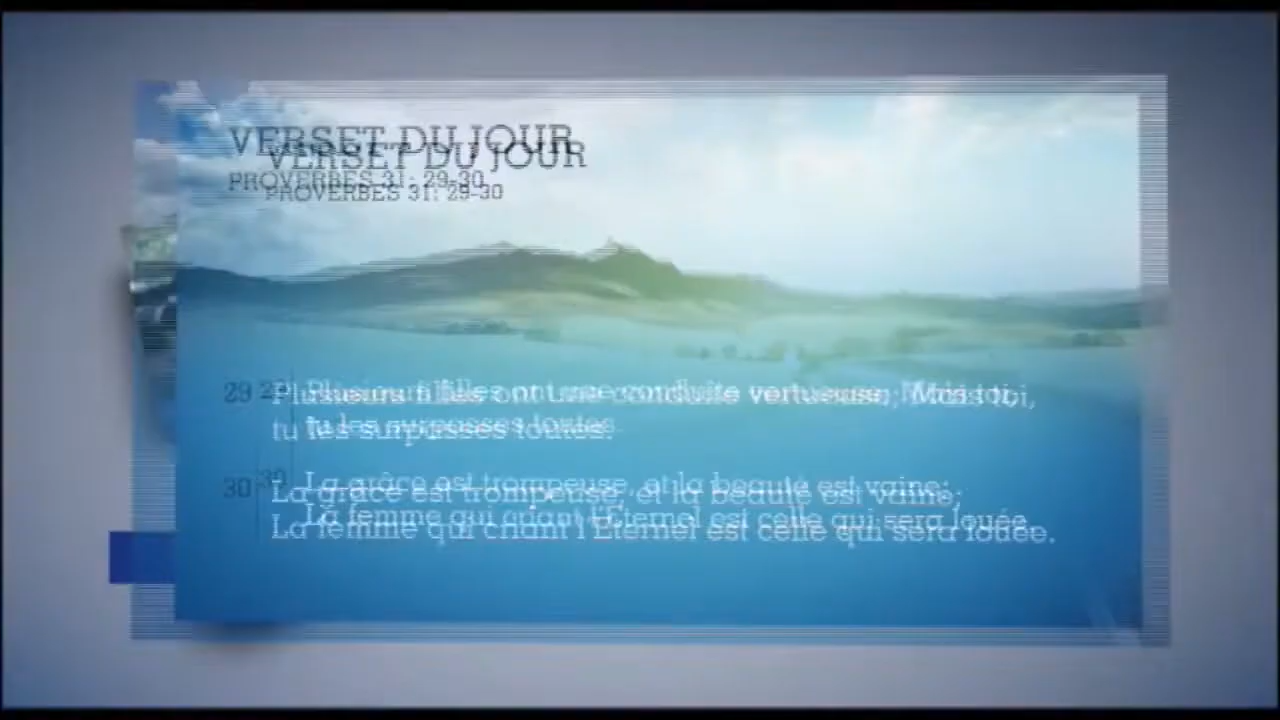 VERSET DU JOUR
PROVERBES 31: 29-30
29 Plusieurs filles ont une conduite vertueuse; Mais toi,
tu les surpasses toutes.
30 La grâce est trompeuse, et la beauté est vaine;
La femme qui craint l'Éternel est celle qui sera louée.